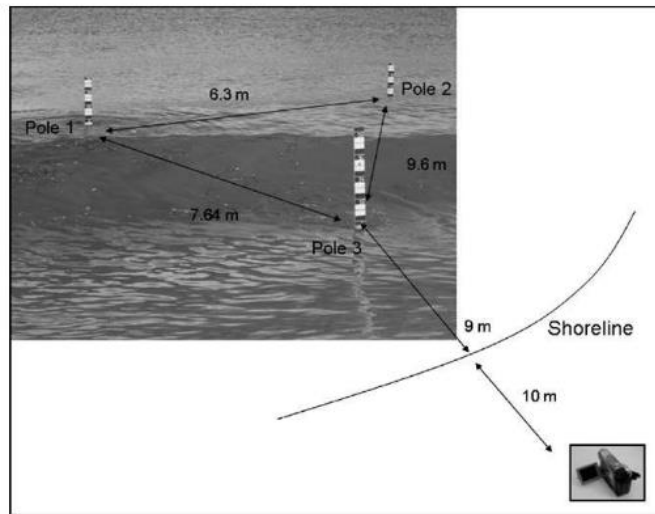 6.3 m
Pole 2
Pole 1
9.6 m
7.64 m
Pole 3
9 m
Shoreline
10 m